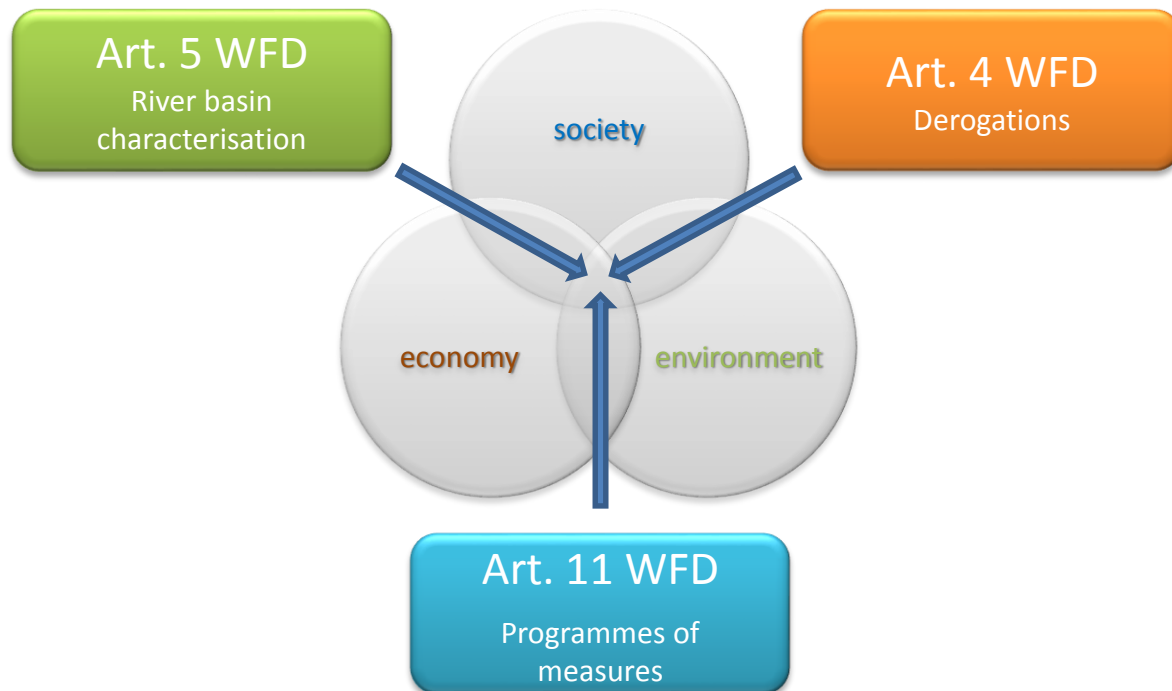 Art. 5 WFD
River basin
characterisation
Art. 4 WFD
Derogations
society
economy
environment
Art. 11 WFD
Programmes of
measures